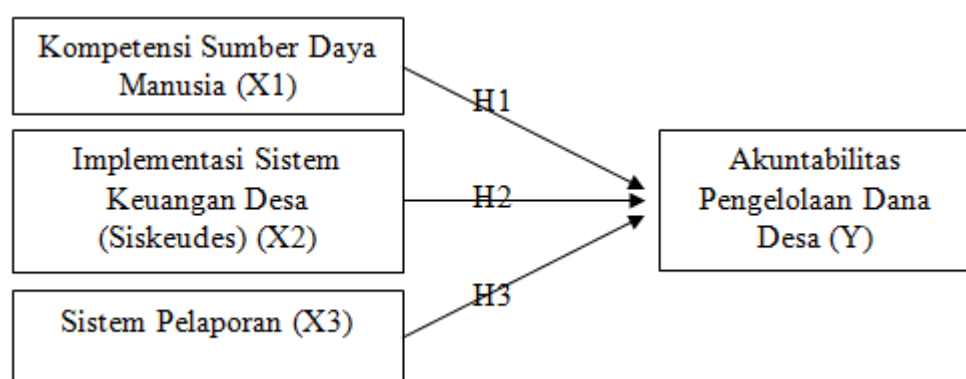 Kompetensi Sumber Daya
Manusia (X1)
H1
Implementasi Sistem
Keuangan Desa
(Siskeudes) (X2)
H2
Sistem Pelaporan (X3)
H3
Akuntabilitas
Pengelolaan Dana
Desa (Y)